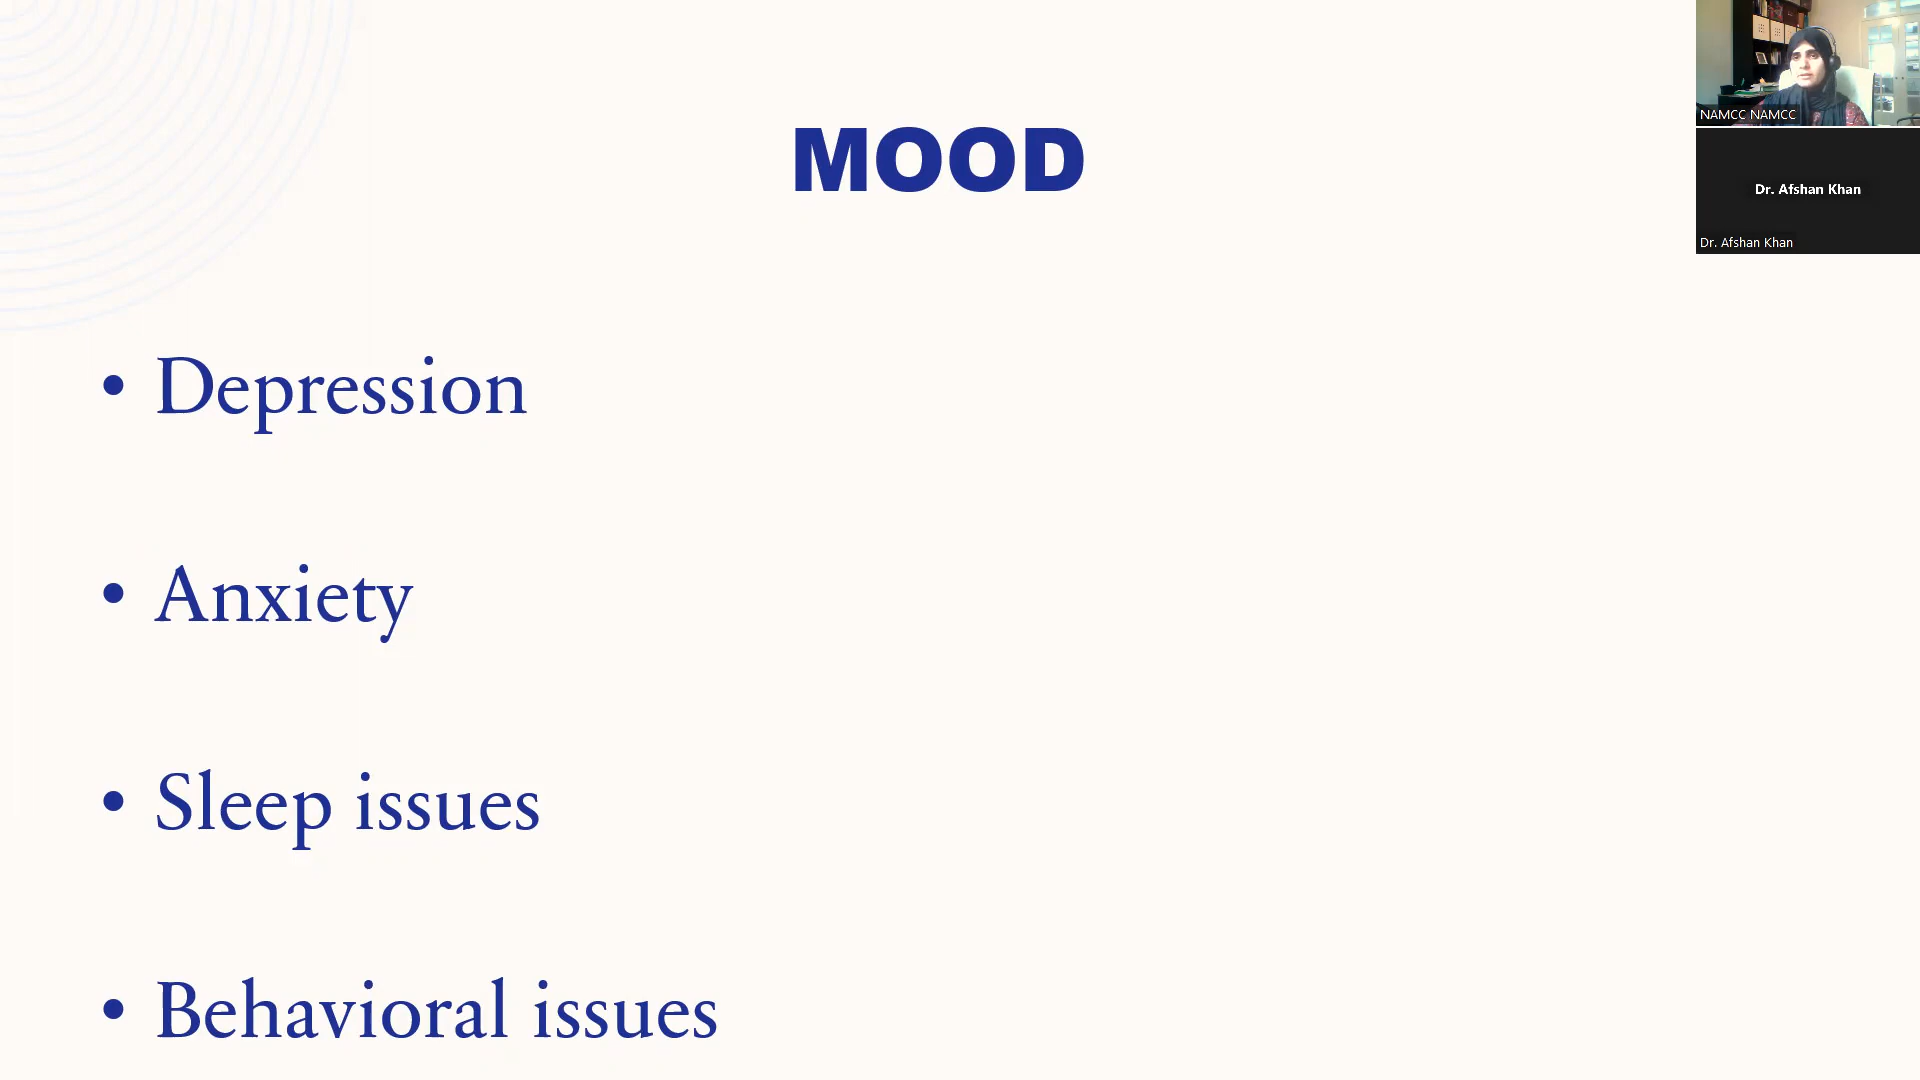 MOOD
• Depression
• Anxiety
• Sleep issues
• Behavioral issues
NAMCC NAMCC
Dr. Afshan Khan
Dr. Afshan Khan